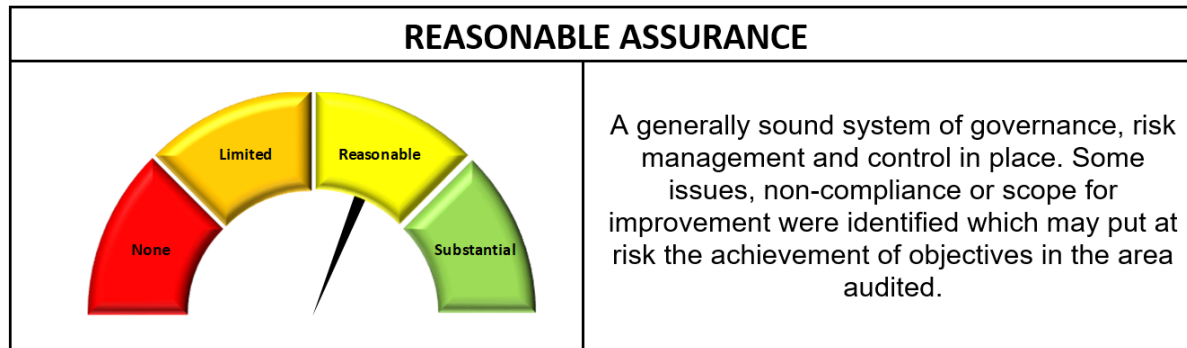 REASONABLE ASSURANCE
Limited
Reasonable
None
Substantial
A generally sound system of governance, risk
management and control in place. Some
issues, non-compliance or scope for
improvement were identified which may put at
risk the achievement of objectives in the area
audited.